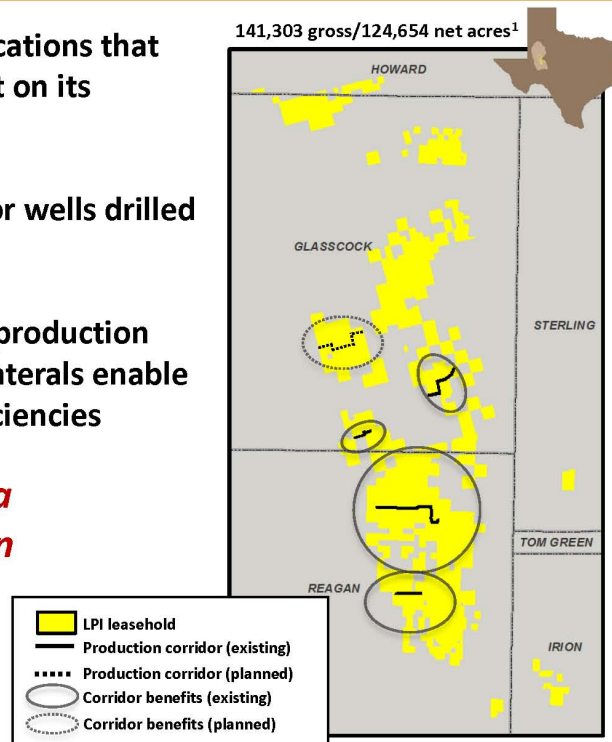 cations that
t on its
or wells drilled
production
aterals enable
ciencies
a
n
141,303 gross/124,654 net acres¹
HOWARD
GLASSCOCK
STERLING
TOM GREEN
REAGAN
IRION
LPI leasehold
Production corridor (existing)
Production corridor (planned)
Corridor benefits (existing)
Corridor benefits (planned)